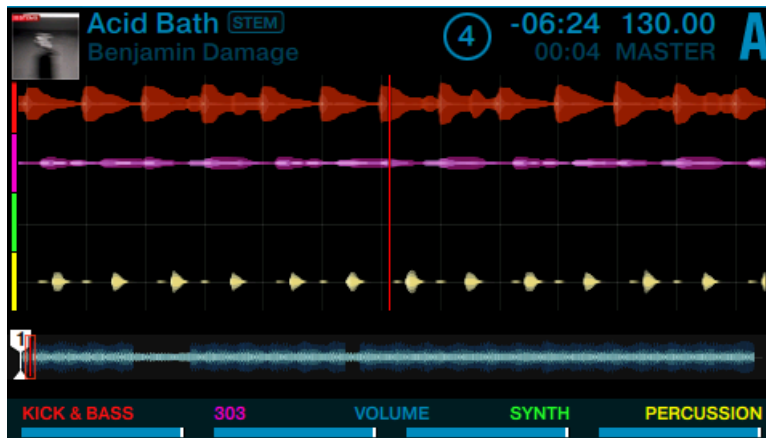 Acid Bath STEM
Benjamin Damage
4
-06:24 130.00
00:04 MASTER
A
1
KICK & BASS 303 VOLUME SYNTH PERCUSSION